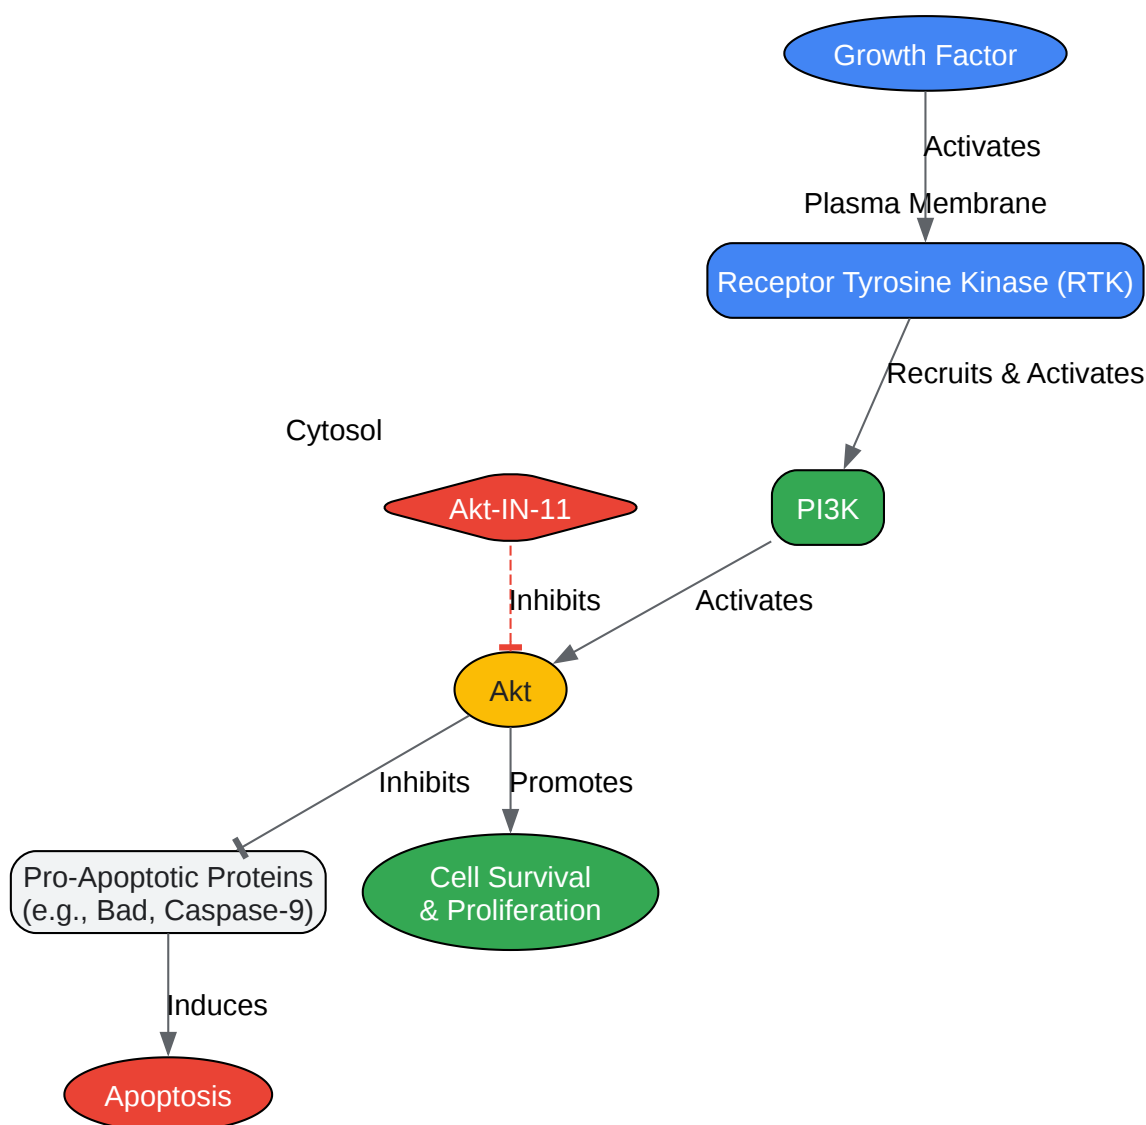 Growth Factor
Activates
Plasma Membrane
Receptor Tyrosine Kinase (RTK)
Recruits & Activates
Cytosol
Akt-IN-11
PI3K
Inhibits
Activates
Akt
Inhibits
Promotes
Pro-Apoptotic Proteins
(e.g., Bad, Caspase-9)
Cell Survival
& Proliferation
Induces
Apoptosis